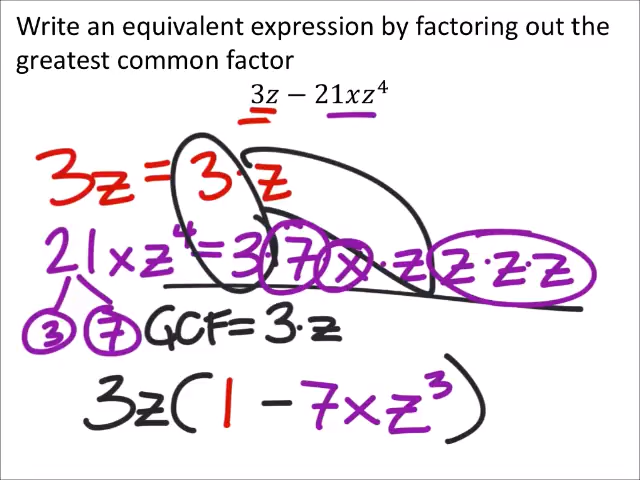 Write an equivalent expression by factoring out the
greatest common factor
3z − 21xz⁴
3z = 3 · z
21xz⁴ = 3 · 7 · x · z · z · z · z
3 7 GCF = 3 · z
3z(1 − 7xz³)